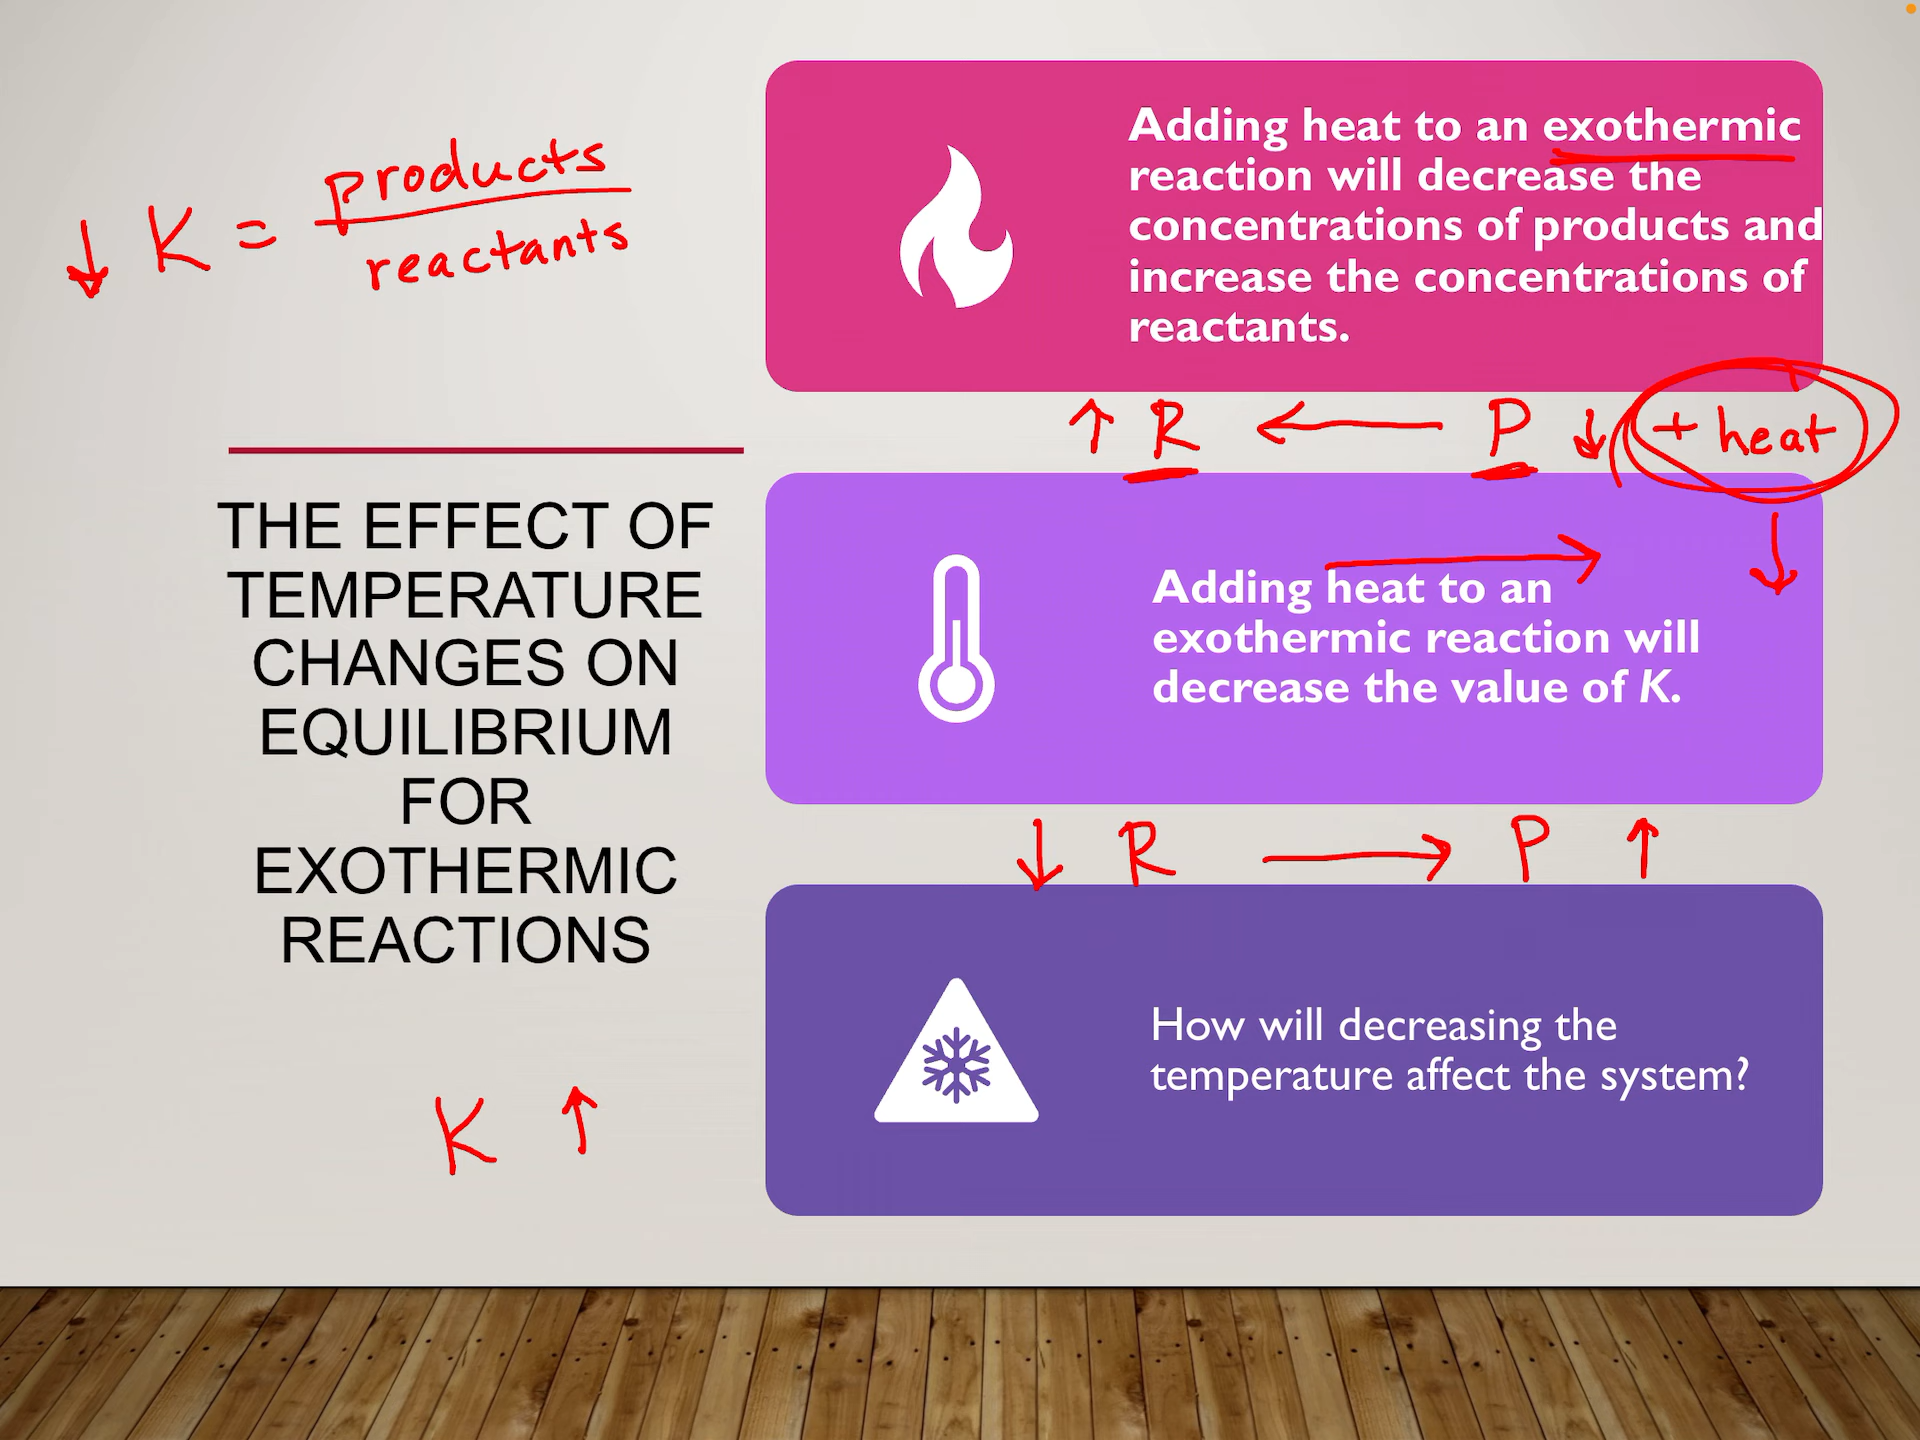 ↓ K = products
reactants
THE EFFECT OF
TEMPERATURE
CHANGES ON
EQUILIBRIUM
FOR
EXOTHERMIC
REACTIONS
K ↑
Adding heat to an exothermic
reaction will decrease the
concentrations of products and
increase the concentrations of
reactants.
↑ R ← P ↓ + heat
→ ↓
Adding heat to an
exothermic reaction will
decrease the value of K.
↓ R → P ↑
How will decreasing the
temperature affect the system?